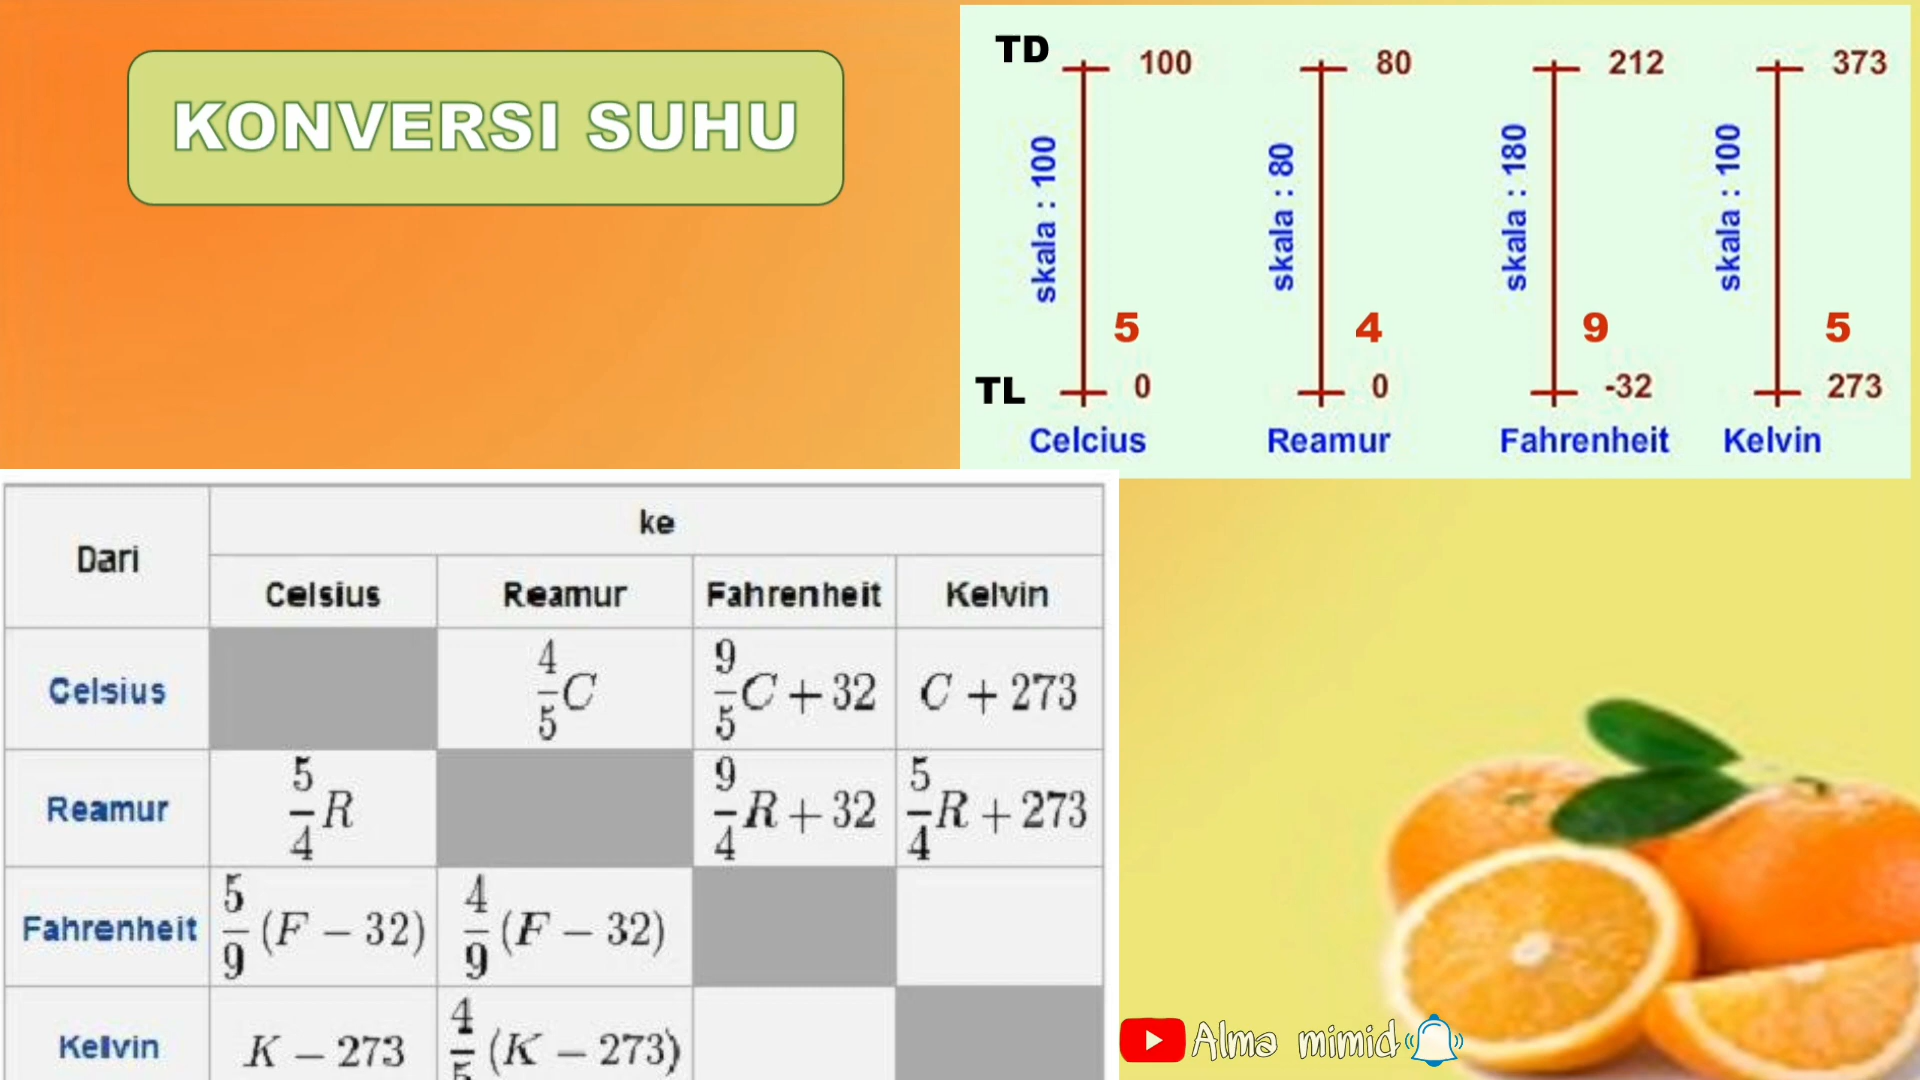 KONVERSI SUHU
TD
100
80
212
373
skala : 100
skala : 80
skala : 180
skala : 100
5
4
9
5
TL
0
0
-32
273
Celcius
Reamur
Fahrenheit
Kelvin
Dari
ke
Celsius
Reamur
Fahrenheit
Kelvin
Celsius
4/5 C
9/5 C + 32
C + 273
Reamur
5/4 R
9/4 R + 32
5/4 R + 273
Fahrenheit
5/9 (F − 32)
4/9 (F − 32)
Kelvin
K − 273
4/5 (K − 273)
Alma mimid